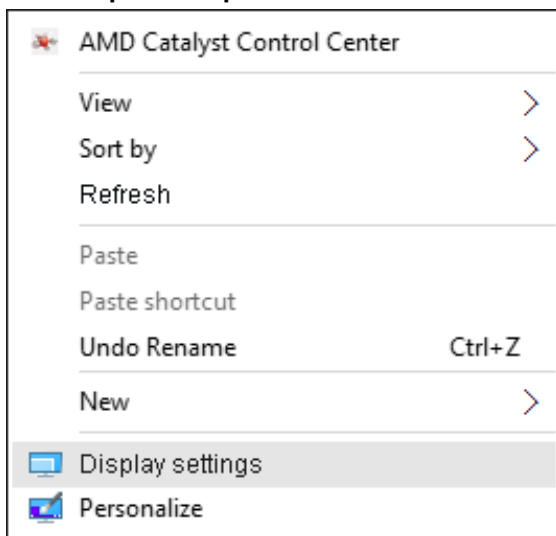 AMD Catalyst Control Center
View
Sort by
Refresh
Paste
Paste shortcut
Undo Rename Ctrl+Z
New
Display settings
Personalize